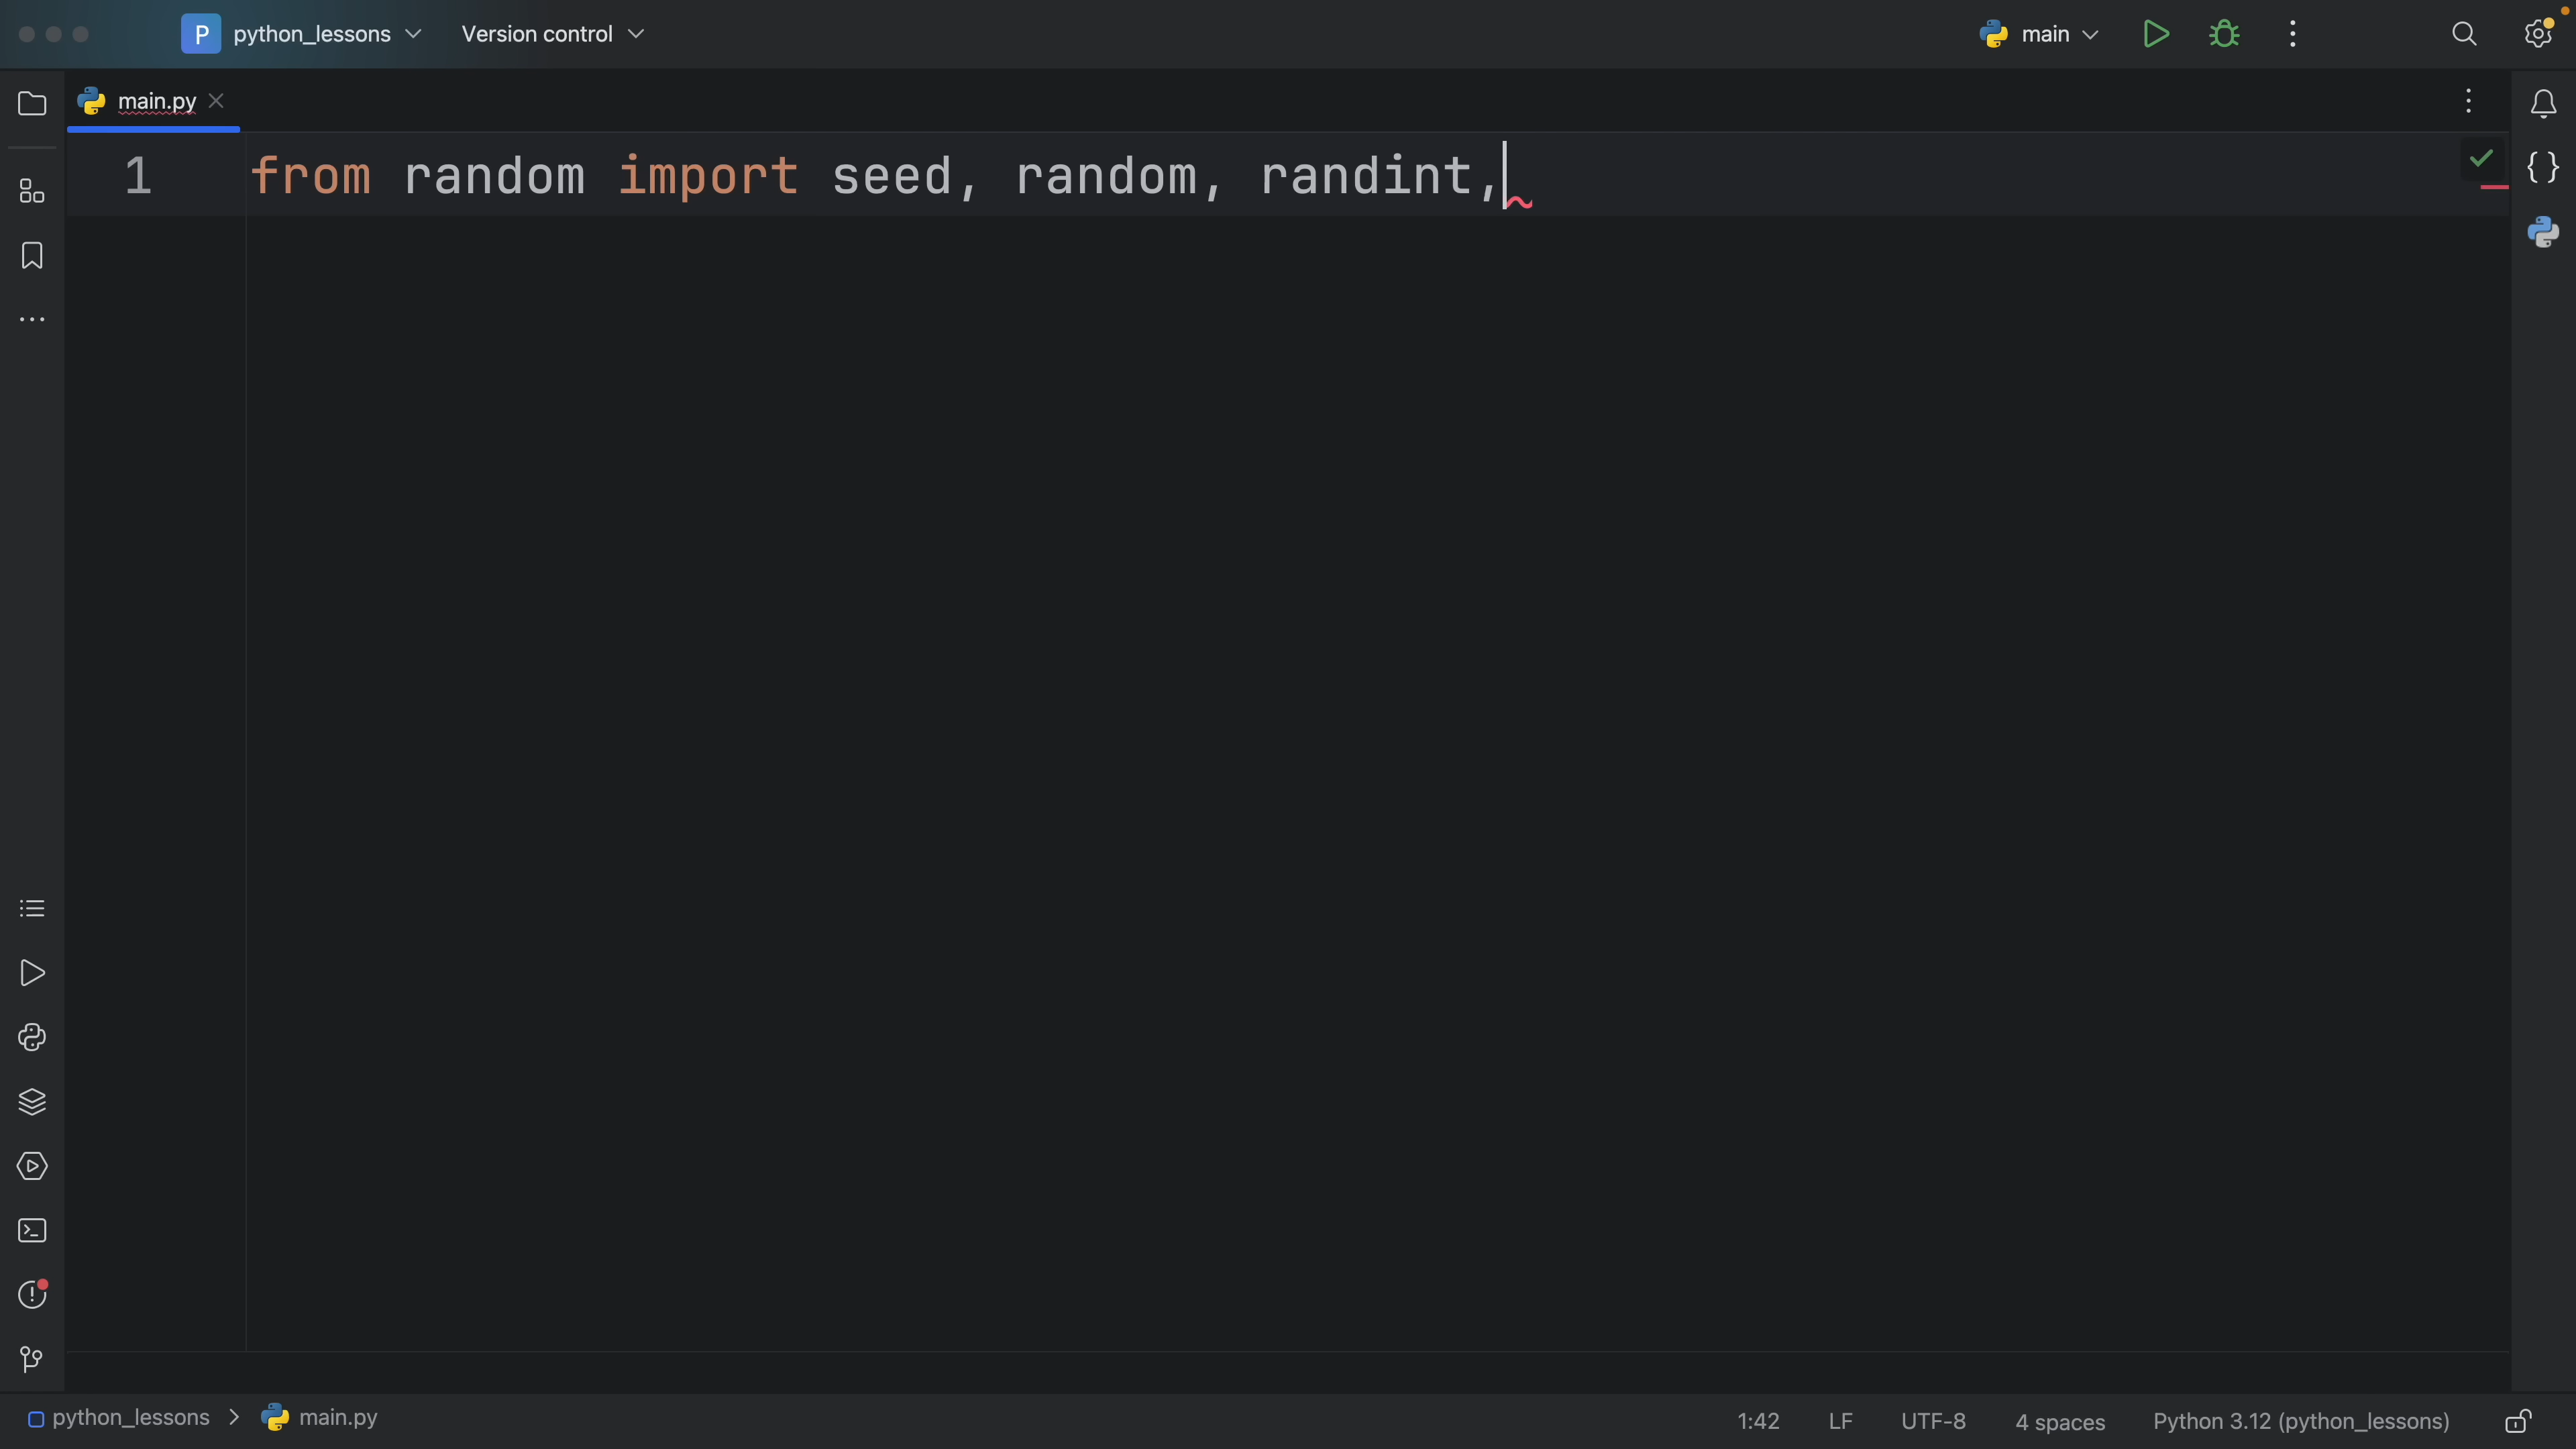 P python_lessons Version control main
main.py
1 from random import seed, random, randint,
python_lessons > main.py 1:42 LF UTF-8 4 spaces Python 3.12 (python_lessons)